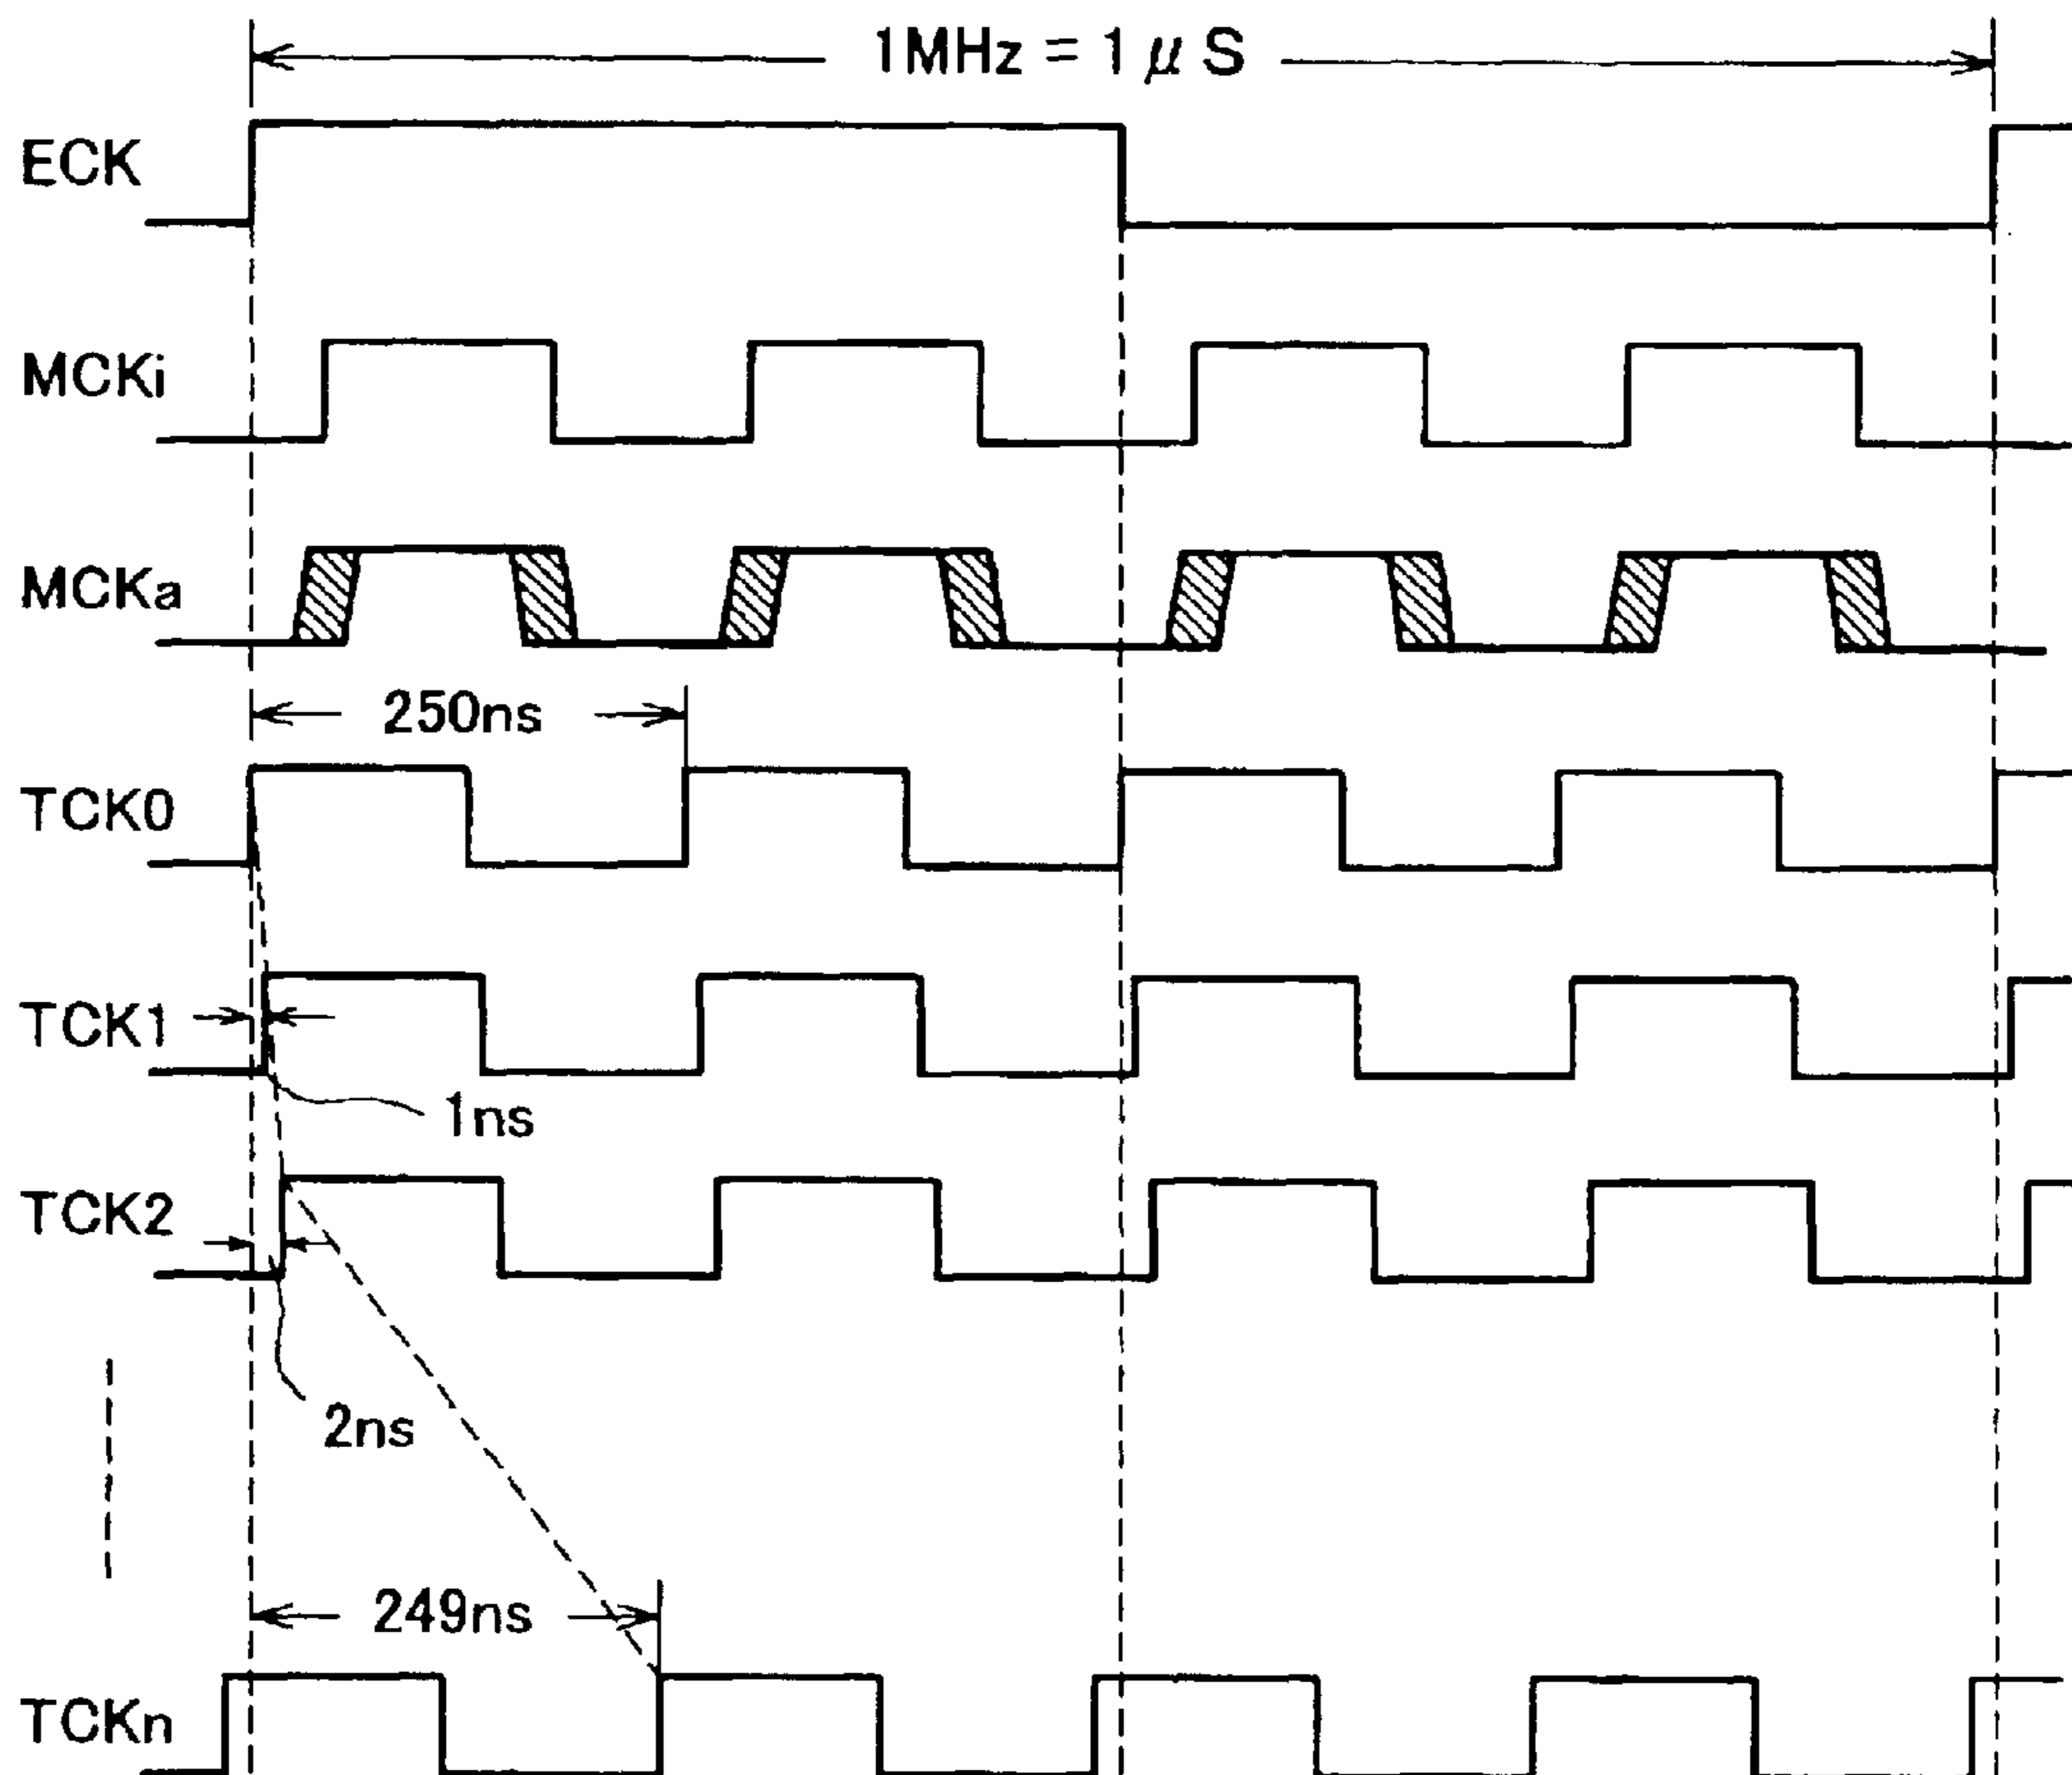 1MHz = 1 μ S
ECK
MCKi
MCKa
250ns
TCK0
TCK1
1ns
TCK2
2ns
249ns
TCKn